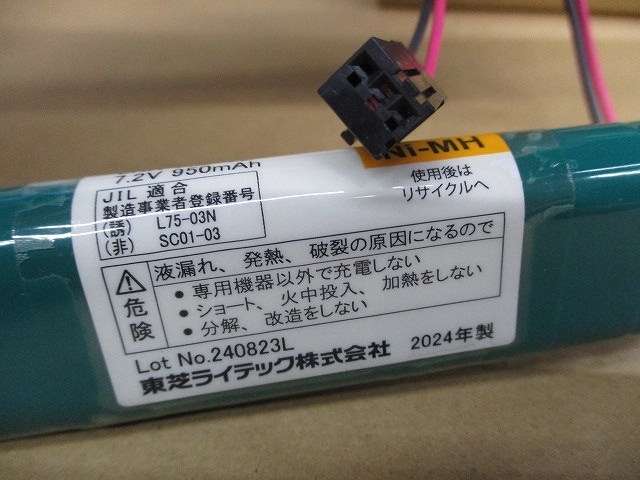 7.2V 950mAh
Ni-MH
JIL 適合
製造事業者登録番号
(誘) L75-03N
(非) SC01-03
使用後は
リサイクルへ
危険
液漏れ、発熱、破裂の原因になるので
・専用機器以外で充電しない
・ショート、火中投入、加熱をしない
・分解、改造をしない
Lot No.240823L
東芝ライテック株式会社 2024年製